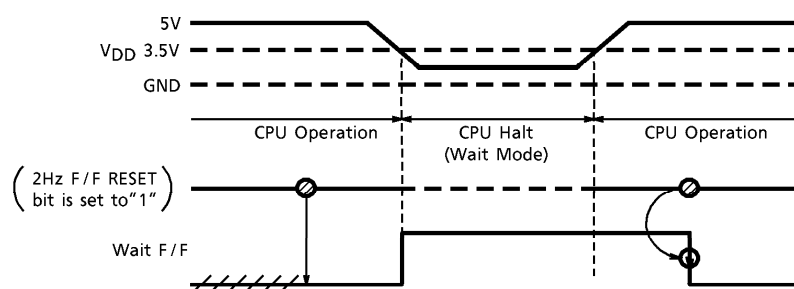 5V
VDD 3.5V
GND
CPU Operation
CPU Halt
(Wait Mode)
CPU Operation
(2Hz F/F RESET
bit is set to"1")
Wait F/F